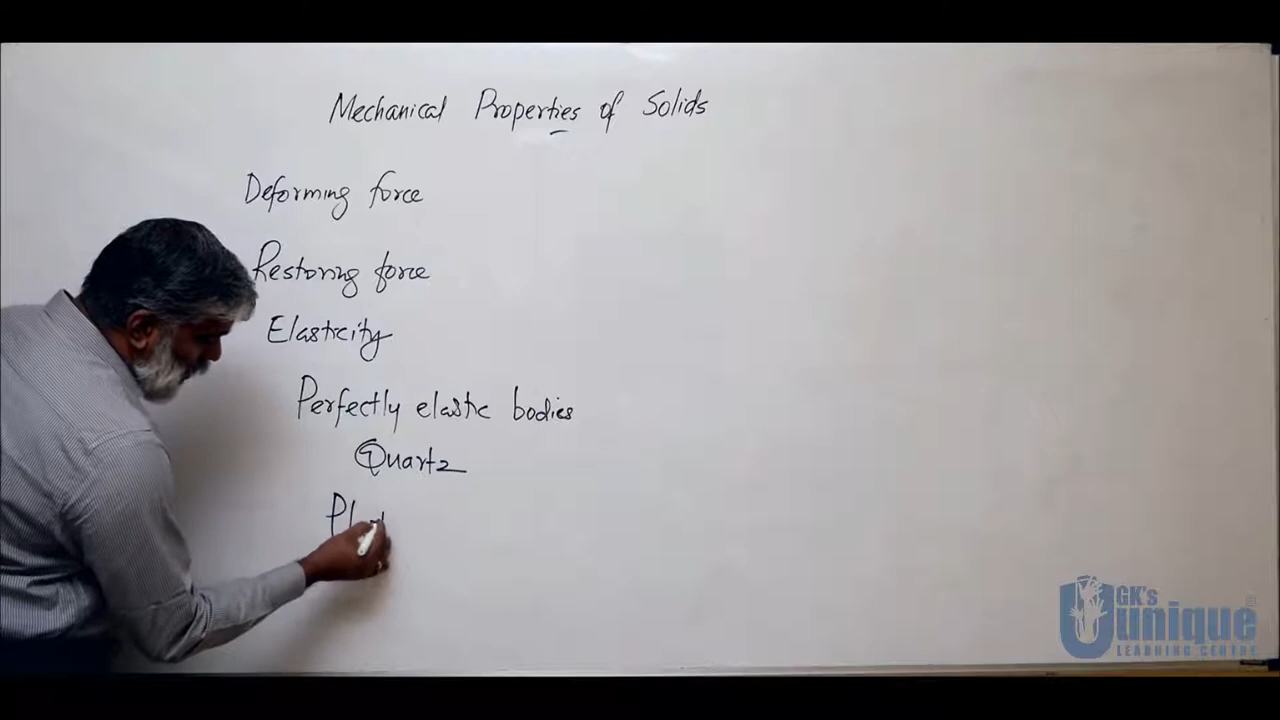 Mechanical Properties of Solids
Deforming force
Restoring force
Elasticity
Perfectly elastic bodies
Quartz
GK's
unique
LEARNING CENTRE